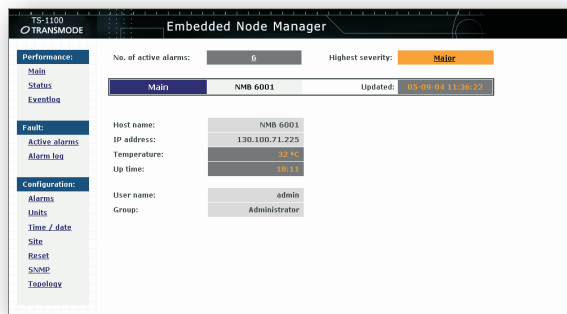 TS-1100
TRANSMODE
Embedded Node Manager
Performance:
Main
Status
Eventlog
Fault:
Active alarms
Alarm log
Configuration:
Alarms
Units
Time / date
Site
Reset
SNMP
Topology
No. of active alarms: 6 Highest severity: Major
Main NMB 6001 Updated: 05-09-04 11:36:22
Host name: NMB 6001
IP address: 130.100.71.225
Temperature: 32 ºC
Up time: 18:11
User name: admin
Group: Administrator